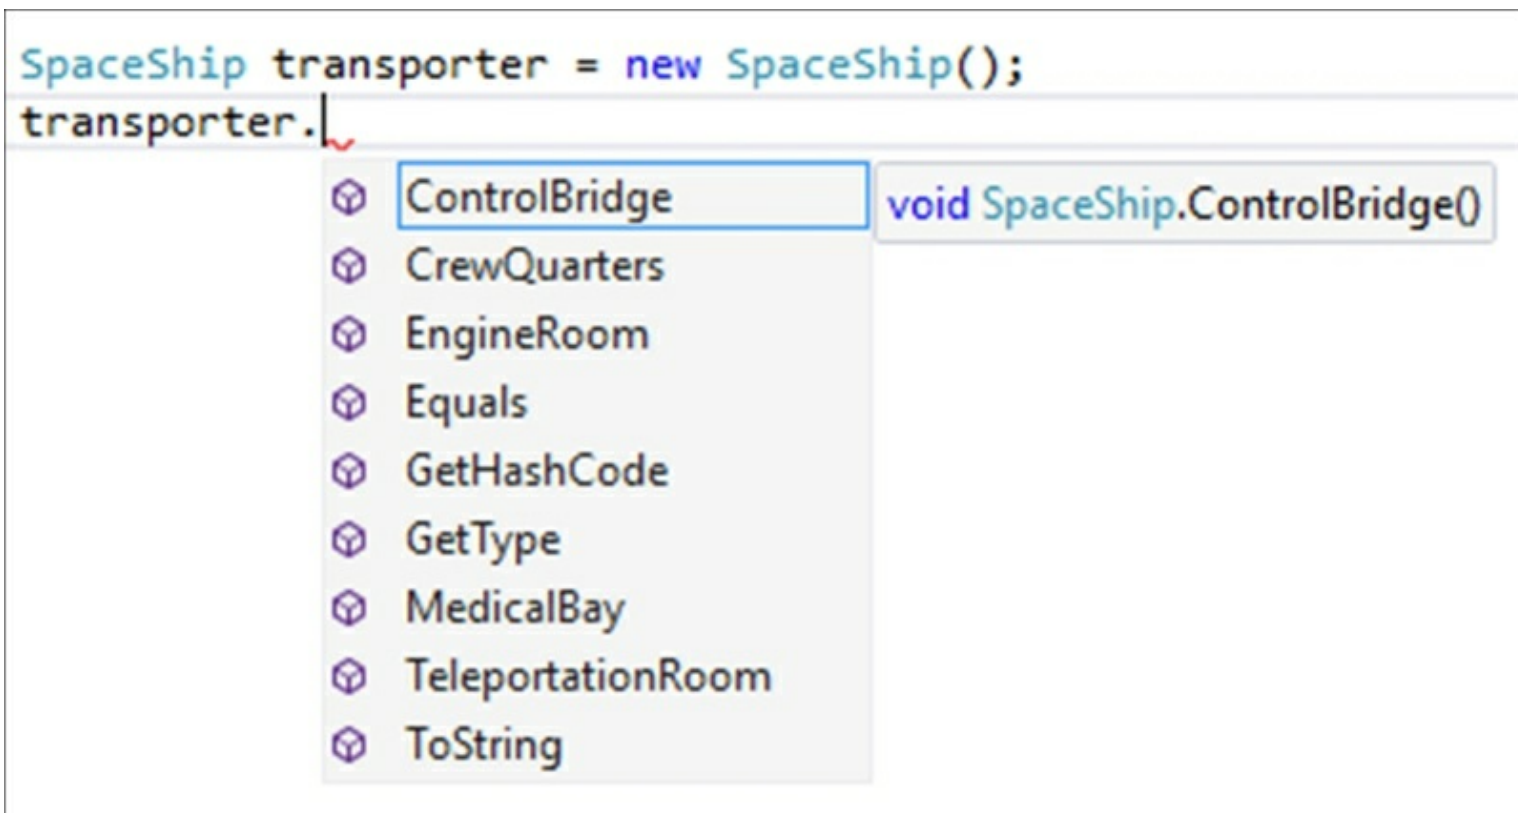 SpaceShip transporter = new SpaceShip();
transporter.
ControlBridge
void SpaceShip.ControlBridge()
CrewQuarters
EngineRoom
Equals
GetHashCode
GetType
MedicalBay
TeleportationRoom
ToString